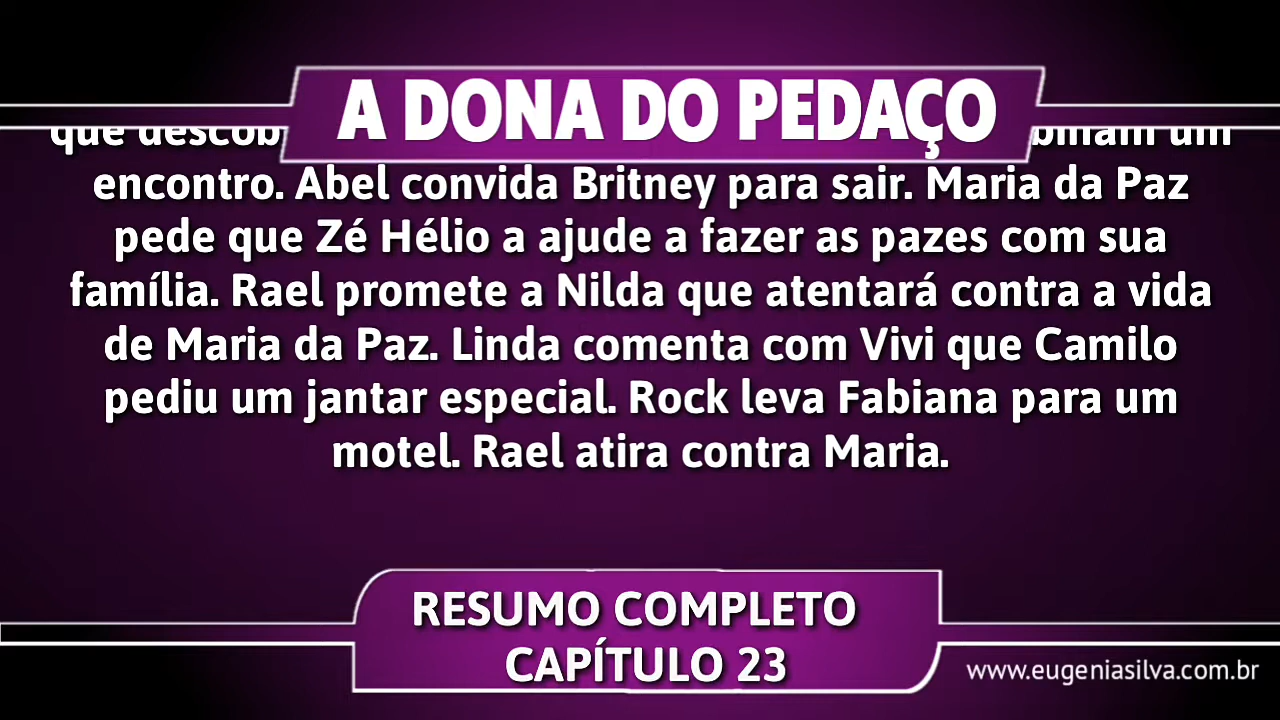 A DONA DO PEDAÇO
que um
encontro. Abel convida Britney para sair. Maria da Paz
pede que Zé Hélio a ajude a fazer as pazes com sua
família. Rael promete a Nilda que atentará contra a vida
de Maria da Paz. Linda comenta com Vivi que Camilo
pediu um jantar especial. Rock leva Fabiana para um
motel. Rael atira contra Maria.
RESUMO COMPLETO
CAPÍTULO 23
www.eugeniasilva.com.br